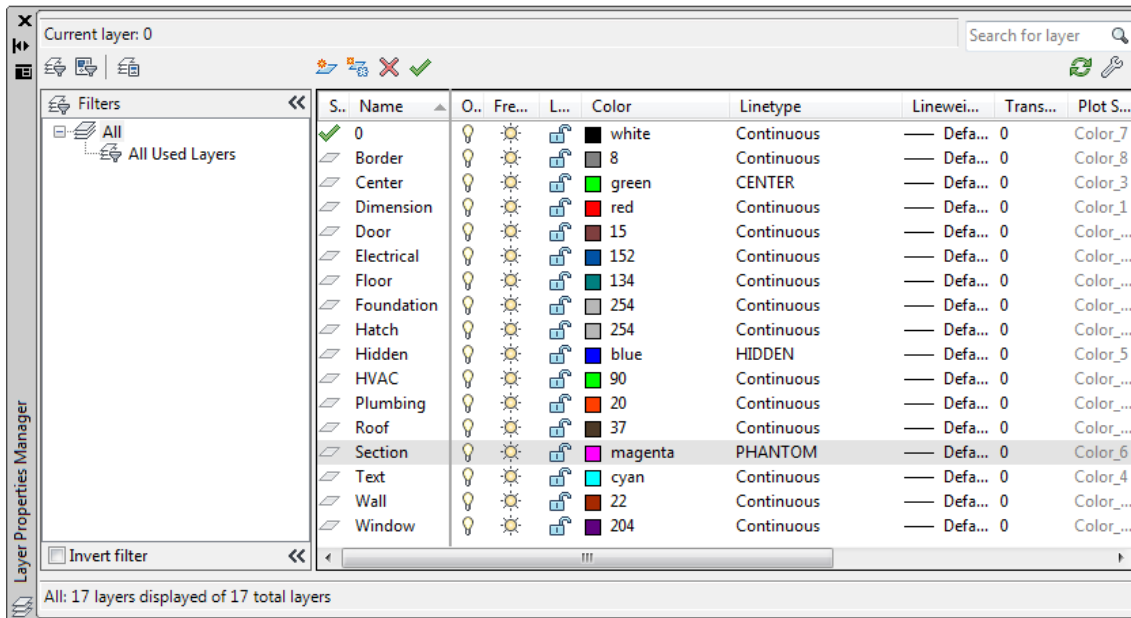 Current layer: 0
Search for layer
Filters
All
All Used Layers
S.. Name O.. Fre... L... Color Linetype Linewei... Trans... Plot S...
0 white Continuous Defa... 0 Color_7
Border 8 Continuous Defa... 0 Color_8
Center green CENTER Defa... 0 Color_3
Dimension red Continuous Defa... 0 Color_1
Door 15 Continuous Defa... 0 Color_...
Electrical 152 Continuous Defa... 0 Color_...
Floor 134 Continuous Defa... 0 Color_...
Foundation 254 Continuous Defa... 0 Color_...
Hatch 254 Continuous Defa... 0 Color_...
Hidden blue HIDDEN Defa... 0 Color_5
HVAC 90 Continuous Defa... 0 Color_...
Plumbing 20 Continuous Defa... 0 Color_...
Roof 37 Continuous Defa... 0 Color_...
Section magenta PHANTOM Defa... 0 Color_6
Text cyan Continuous Defa... 0 Color_4
Wall 22 Continuous Defa... 0 Color_...
Window 204 Continuous Defa... 0 Color_...
Invert filter
Layer Properties Manager
All: 17 layers displayed of 17 total layers